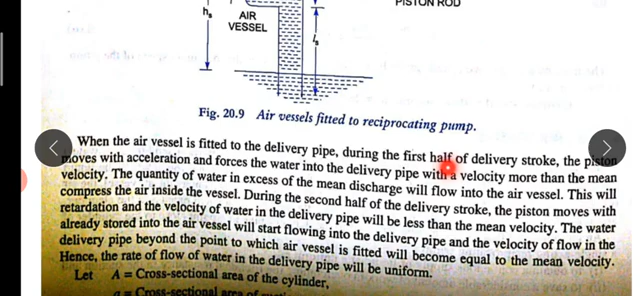 PISTON ROD
hs
AIR
VESSEL
ls
Fig. 20.9 Air vessels fitted to reciprocating pump.
When the air vessel is fitted to the delivery pipe, during the first half of delivery stroke, the piston
moves with acceleration and forces the water into the delivery pipe with a velocity more than the mean
velocity. The quantity of water in excess of the mean discharge will flow into the air vessel. This will
compress the air inside the vessel. During the second half of the delivery stroke, the piston moves with
retardation and the velocity of water in the delivery pipe will be less than the mean velocity. The water
already stored into the air vessel will start flowing into the delivery pipe and the velocity of flow in the
delivery pipe beyond the point to which air vessel is fitted will become equal to the mean velocity.
Hence, the rate of flow of water in the delivery pipe will be uniform.
Let A = Cross-sectional area of the cylinder,
a = Cross-sectional area of